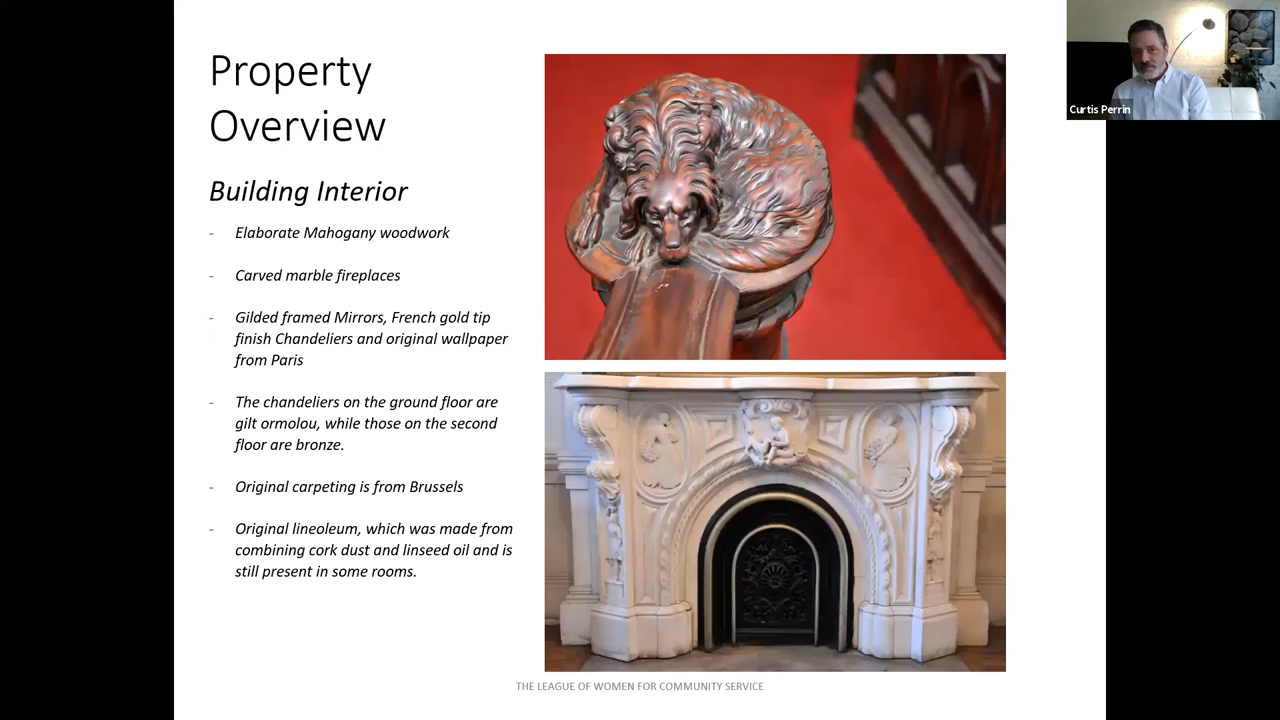 Property
Overview
Building Interior
- Elaborate Mahogany woodwork
- Carved marble fireplaces
- Gilded framed Mirrors, French gold tip
finish Chandeliers and original wallpaper
from Paris
- The chandeliers on the ground floor are
gilt ormolou, while those on the second
floor are bronze.
- Original carpeting is from Brussels
- Original lineoleum, which was made from
combining cork dust and linseed oil and is
still present in some rooms.
THE LEAGUE OF WOMEN FOR COMMUNITY SERVICE
Curtis Perrin